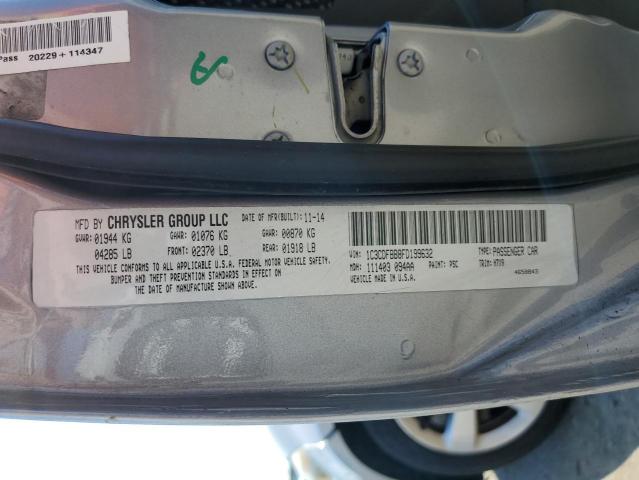 Pass 20229 + 114347
A
MFD BY CHRYSLER GROUP LLC DATE OF MFR(BUILT): 11-14
GVWR: 01944 KG GAWR: 01076 KG GAWR: 00870 KG
04285 LB FRONT: 02370 LB REAR: 01918 LB
THIS VEHICLE CONFORMS TO ALL APPLICABLE U.S.A. FEDERAL MOTOR VEHICLE SAFETY,
BUMPER AND THEFT PREVENTION STANDARDS IN EFFECT ON
THE DATE OF MANUFACTURE SHOWN ABOVE.
VIN: 1C3CDFBB8FD199632 TYPE: PASSENGER CAR
MDH: 111403 094AA PAINT: PSC TRIM: H7X9
VEHICLE MADE IN U.S.A. 4658843